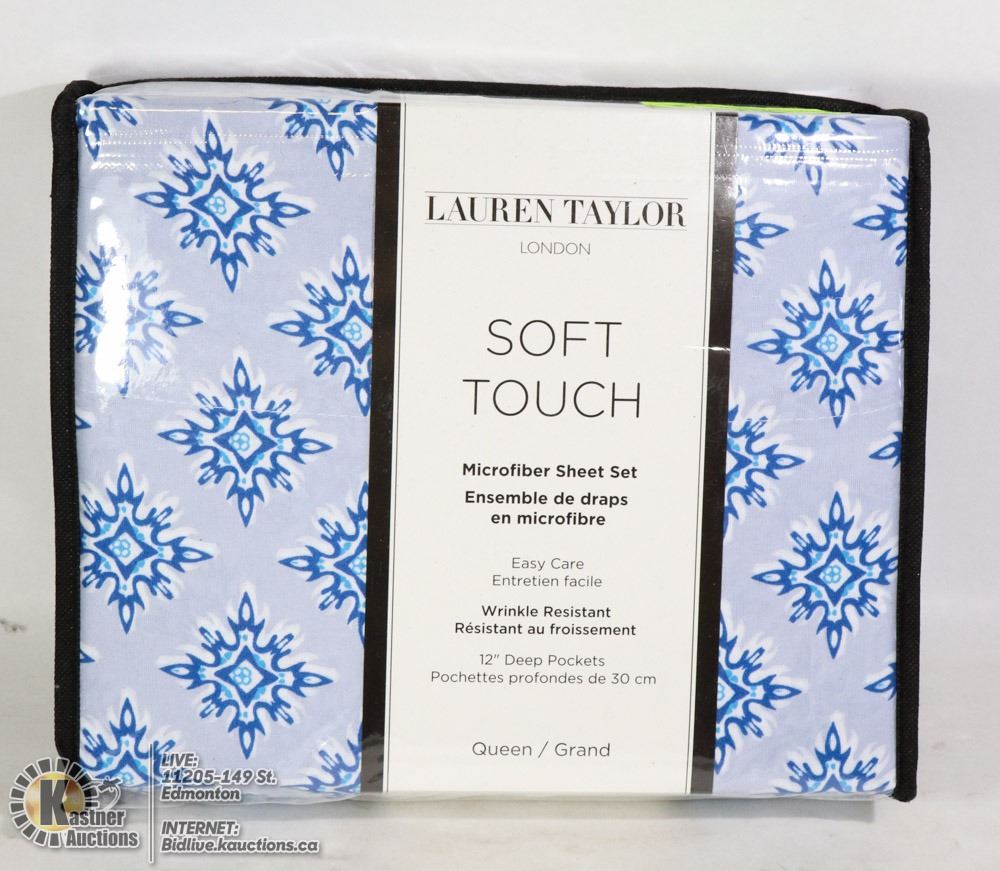 LAUREN TAYLOR
LONDON
SOFT
TOUCH
Microfiber Sheet Set
Ensemble de draps
en microfibre
Easy Care
Entretien facile
Wrinkle Resistant
Résistant au froissement
12" Deep Pockets
Pochettes profondes de 30 cm
Queen / Grand
Kastner
Auctions
LIVE:
11205-149 St.
Edmonton
INTERNET:
Bidlive.kauctions.ca